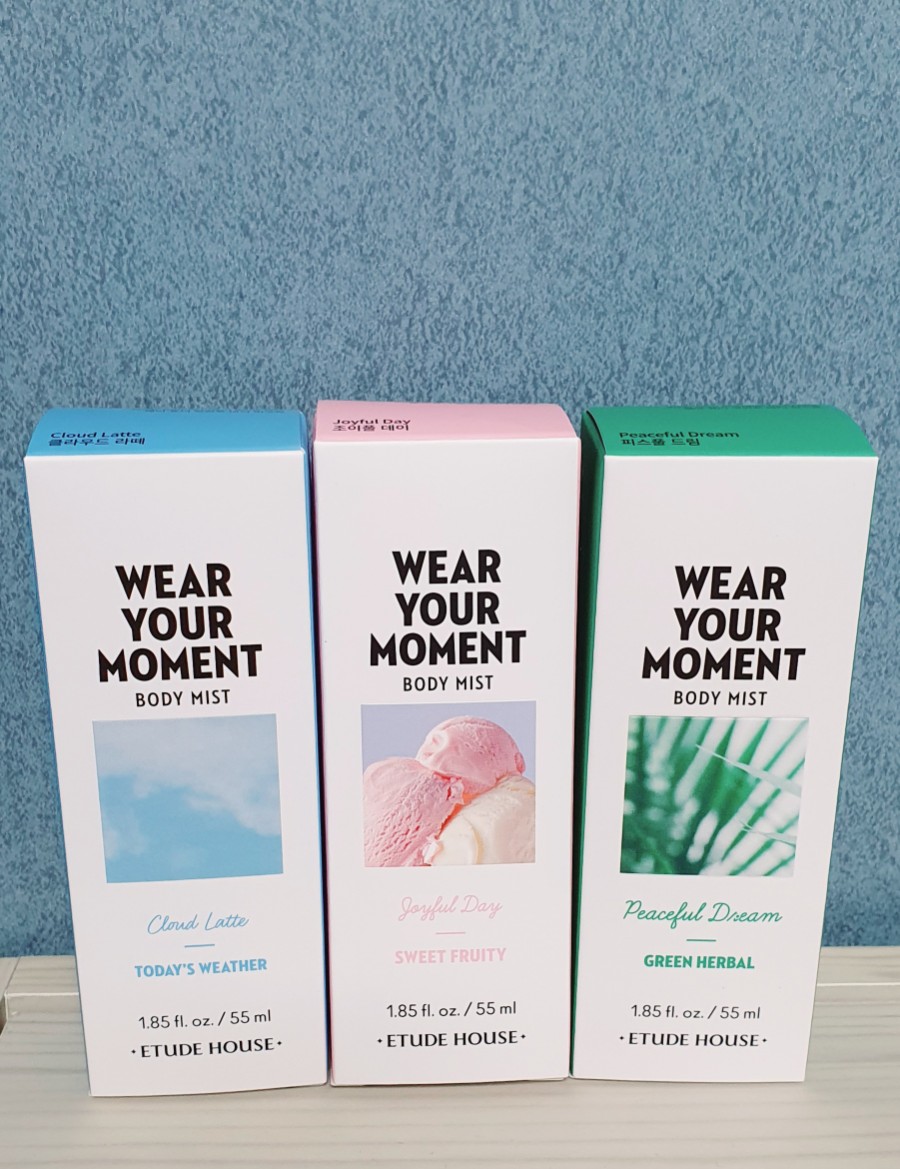 Cloud Latte
클라우드 라떼
WEAR
YOUR
MOMENT
BODY MIST
Cloud Latte
TODAY'S WEATHER
1.85 fl. oz. / 55 ml
ETUDE HOUSE
Joyful Day
조이풀 데이
WEAR
YOUR
MOMENT
BODY MIST
Joyful Day
SWEET FRUITY
1.85 fl. oz. / 55 ml
ETUDE HOUSE
Peaceful Dream
피스풀 드림
WEAR
YOUR
MOMENT
BODY MIST
Peaceful Dream
GREEN HERBAL
1.85 fl. oz. / 55 ml
ETUDE HOUSE